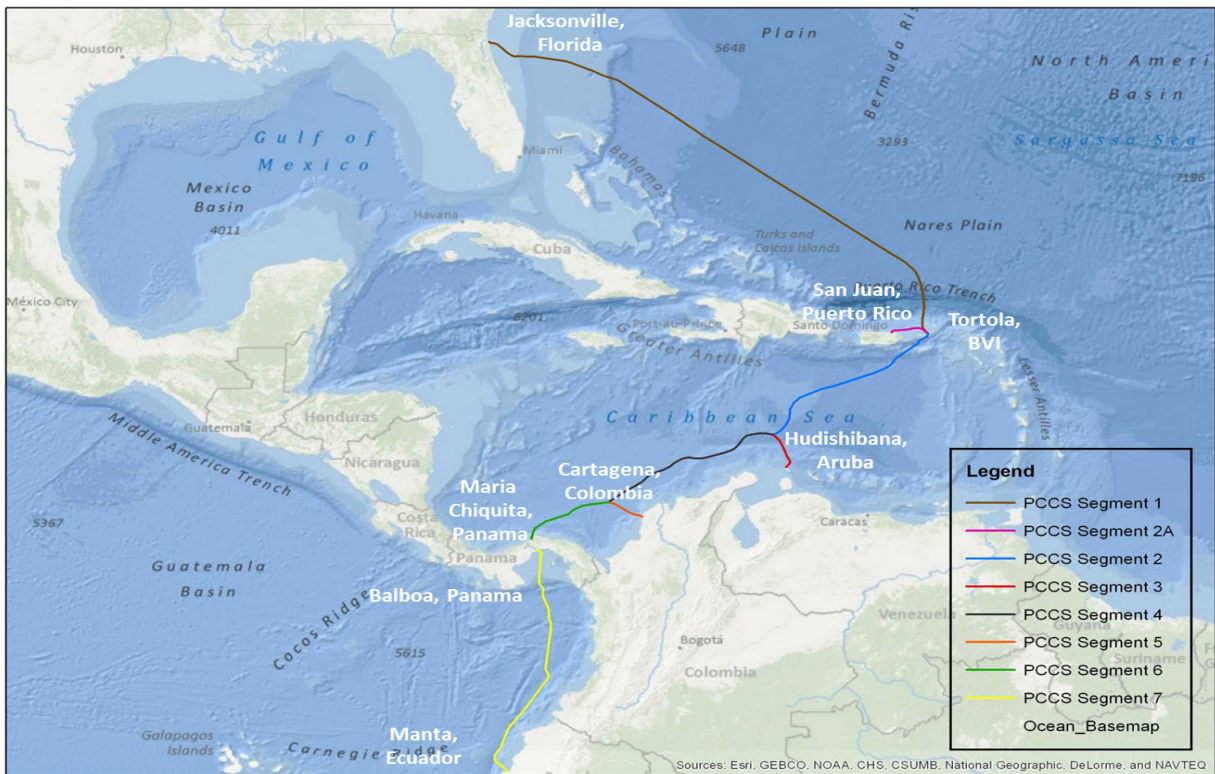 Jacksonville,
Florida
Houston
Plain
5648
Bermuda Ri
North Ameri
Basin
Gulf of
Mexico
Miami
Bahamas
3293
Sargasso Sea
7196
Mexico
Basin
4011
Havana
Cuba
Turks and
Caicos Islands
Nares Plain
México City
San Juan,
Puerto Rico
Puerto Rico Trench
8201
Port-au-Prince
Santo Domingo
Tortola,
BVI
Greater Antilles
Lesser Antilles
Honduras
Guatemala
Caribbean Sea
Middle America Trench
Nicaragua
Hudishibana,
Aruba
Cartagena,
Colombia
Maria
Chiquita,
Panama
Costa
Rica
Panama
Caracas
5367
Guatemala
Basin
Balboa, Panama
Cocos Ridge
5615
Bogotá
Colombia
Venezuela
Guyana
Suriname
Fr
G
Galapagos
Islands
Carnegie Ridge
Manta,
Ecuador
Legend
PCCS Segment 1
PCCS Segment 2A
PCCS Segment 2
PCCS Segment 3
PCCS Segment 4
PCCS Segment 5
PCCS Segment 6
PCCS Segment 7
Ocean_Basemap
Sources: Esri, GEBCO, NOAA, CHS, CSUMB, National Geographic, DeLorme, and NAVTEQ